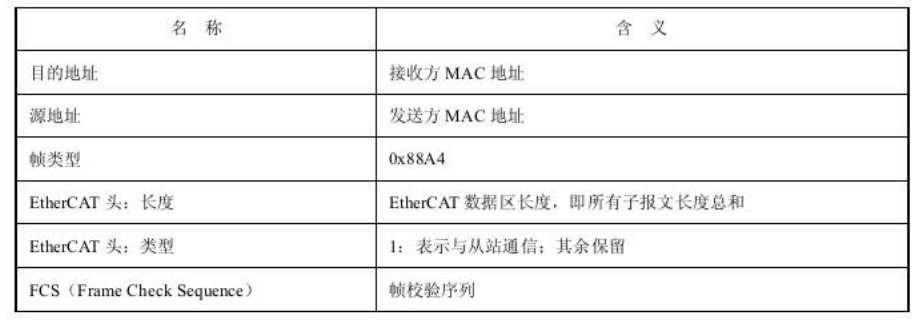 名 称 含 义
目的地址 接收方 MAC 地址
源地址 发送方 MAC 地址
帧类型 0x88A4
EtherCAT 头：长度 EtherCAT 数据区长度，即所有子报文长度总和
EtherCAT 头：类型 1：表示与从站通信；其余保留
FCS（Frame Check Sequence） 帧校验序列